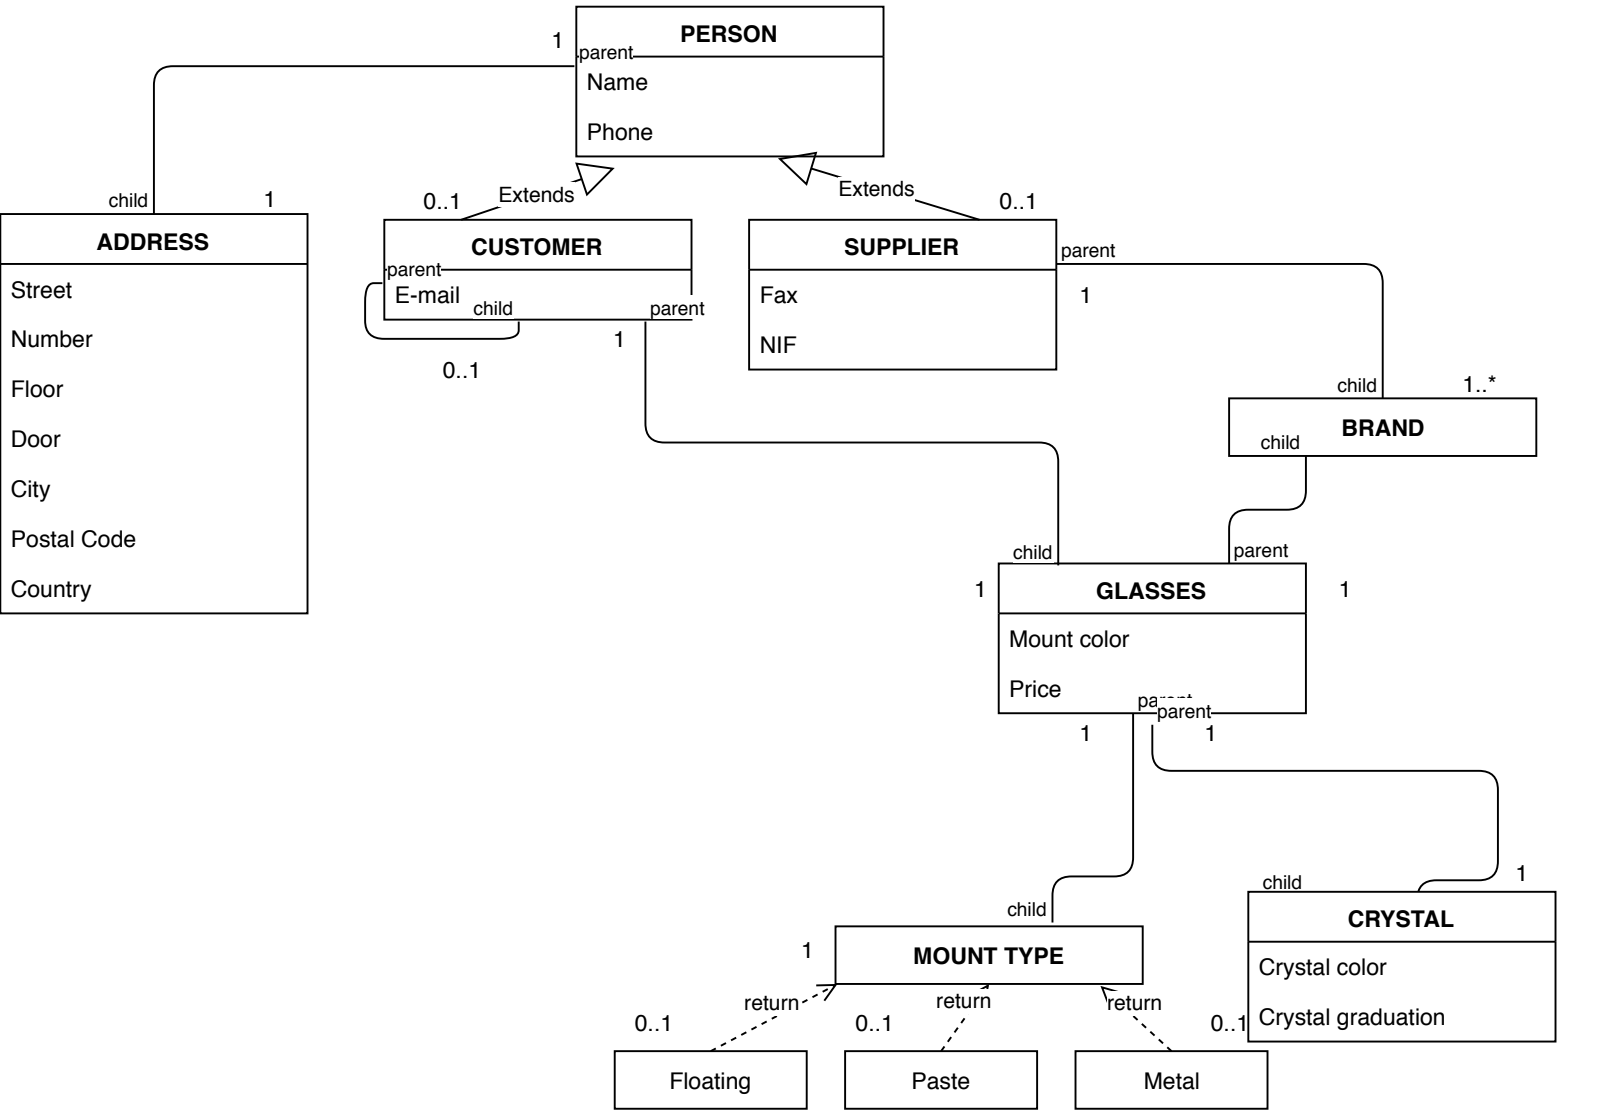 PERSON
1
parent
Name
Phone
Extends
Extends
0..1
0..1
child
1
ADDRESS
Street
Number
Floor
Door
City
Postal Code
Country
CUSTOMER
parent
E-mail
child
parent
1
0..1
SUPPLIER
Fax
NIF
parent
1
child
1..*
BRAND
child
child
parent
1
GLASSES
1
Mount color
Price
parent
1
1
child
1
MOUNT TYPE
child
1
CRYSTAL
Crystal color
Crystal graduation
return
return
return
0..1
0..1
0..1
Floating
Paste
Metal